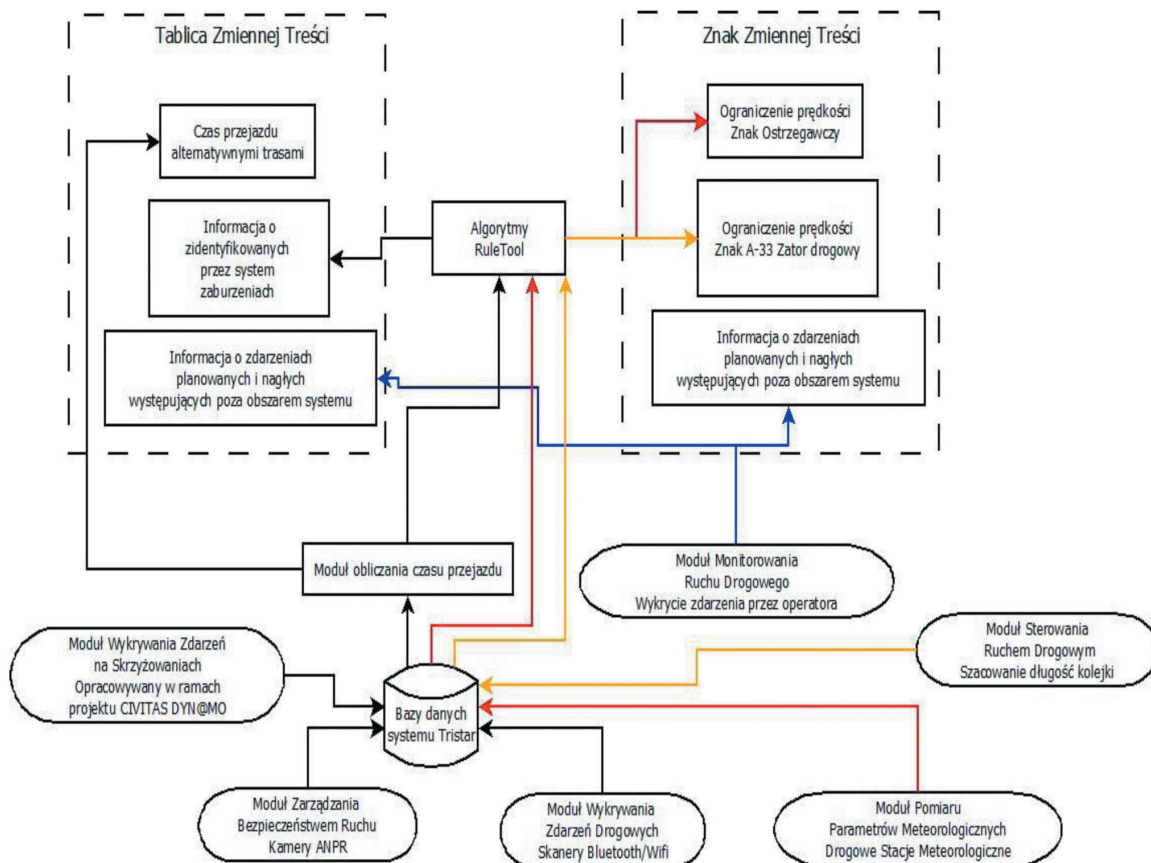 Tablica Zmiennej Treści
Znak Zmiennej Treści
Czas przejazdu
alternatywnymi trasami
Informacja o
zidentyfikowanych
przez system
zaburzeniach
Informacja o zdarzeniach
planowanych i nagłych
występujących poza obszarem systemu
Algorytmy
RuleTool
Ograniczenie prędkości
Znak Ostrzegawczy
Ograniczenie prędkości
Znak A-33 Zator drogowy
Informacja o zdarzeniach
planowanych i nagłych
występujących poza obszarem systemu
Moduł obliczania czasu przejazdu
Moduł Monitorowania
Ruchu Drogowego
Wykrycie zdarzenia przez operatora
Moduł Wykrywania Zdarzeń
na Skrzyżowaniach
Opracowywany w ramach
projektu CIVITAS DYN@MO
Bazy danych
systemu Tristar
Moduł Sterowania
Ruchem Drogowym
Szacowanie długość kolejki
Moduł Zarządzania
Bezpieczeństwem Ruchu
Kamery ANPR
Moduł Wykrywania
Zdarzeń Drogowych
Skanery Bluetooth/Wifi
Moduł Pomiaru
Parametrów Meteorologicznych
Drogowe Stacje Meteorologiczne